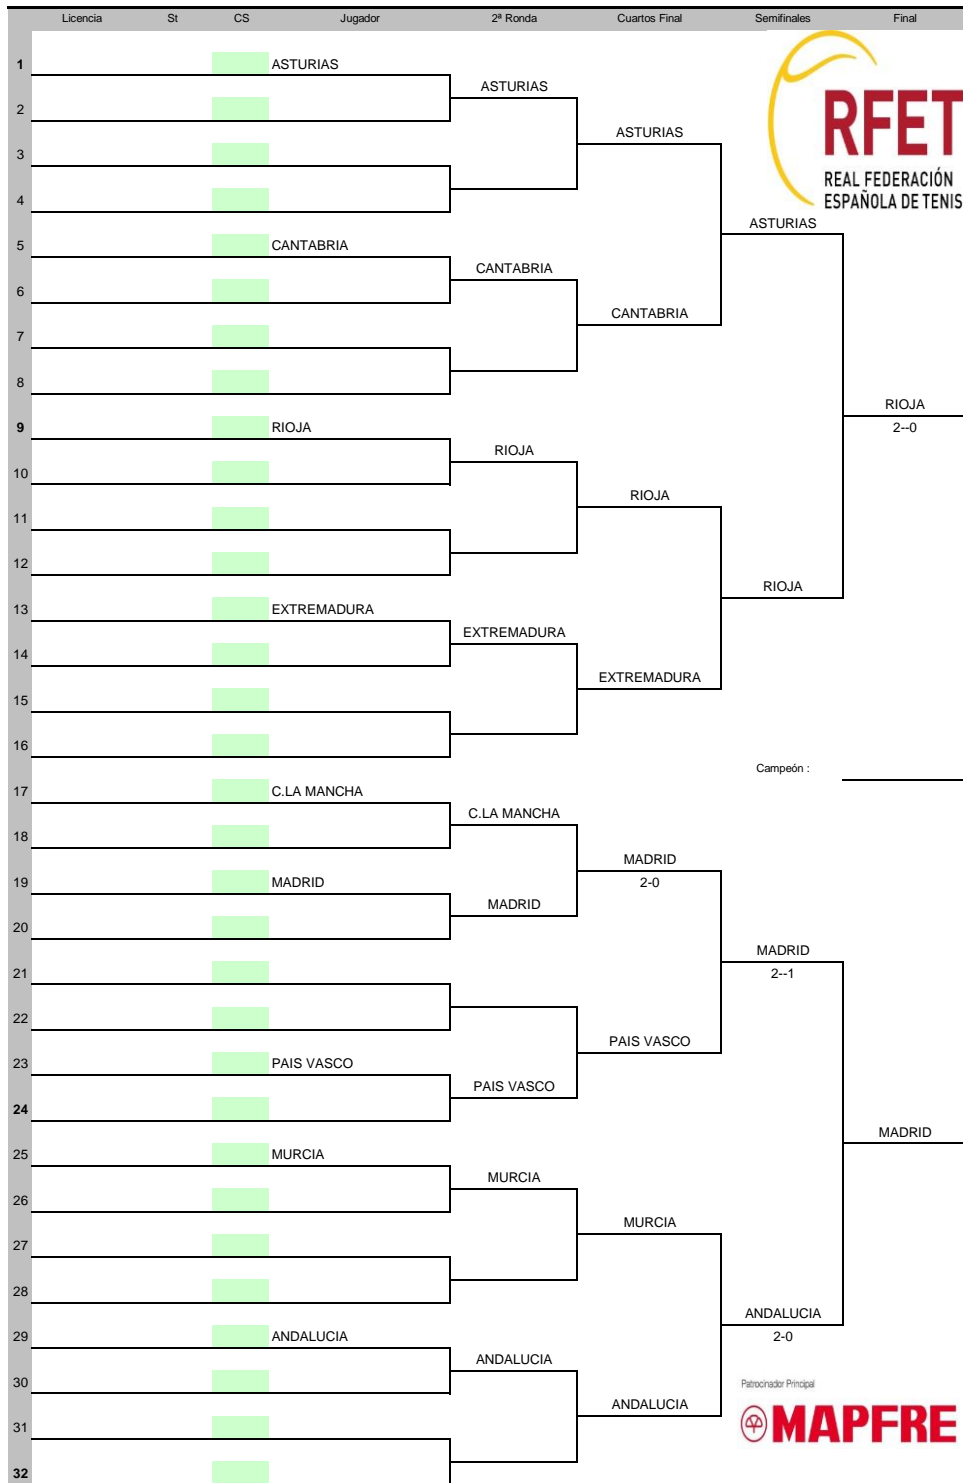 Licencia St CS Jugador 2ª Ronda Cuartos Final Semifinales Final
1 ASTURIAS
ASTURIAS
2
ASTURIAS
3
4
RFET
REAL FEDERACIÓN
ESPAÑOLA DE TENIS
ASTURIAS
5 CANTABRIA
CANTABRIA
6
CANTABRIA
7
8
RIOJA
2--0
9 RIOJA
RIOJA
10
RIOJA
11
12
RIOJA
13 EXTREMADURA
EXTREMADURA
14
EXTREMADURA
15
16
Campeón :
17 C.LA MANCHA
C.LA MANCHA
18
MADRID
2-0
19 MADRID
MADRID
20
MADRID
2--1
21
22
PAIS VASCO
23 PAIS VASCO
PAIS VASCO
24
MADRID
25 MURCIA
MURCIA
26
MURCIA
27
28
ANDALUCIA
2-0
29 ANDALUCIA
ANDALUCIA
30
Patrocinador Principal
ANDALUCIA
MAPFRE
31
32